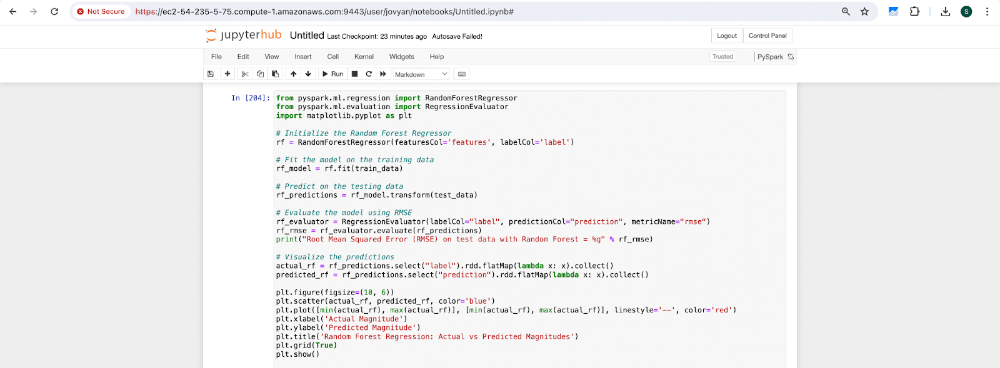 Not Secure https://ec2-54-235-5-75.compute-1.amazonaws.com:9443/user/jovyan/notebooks/Untitled.ipynb# S
jupyterhub Untitled Last Checkpoint: 23 minutes ago Autosave Failed! Logout Control Panel
File Edit View Insert Cell Kernel Widgets Help Trusted PySpark
Run Markdown
In [204]: from pyspark.ml.regression import RandomForestRegressor
from pyspark.ml.evaluation import RegressionEvaluator
import matplotlib.pyplot as plt
# Initialize the Random Forest Regressor
rf = RandomForestRegressor(featuresCol='features', labelCol='label')
# Fit the model on the training data
rf_model = rf.fit(train_data)
# Predict on the testing data
rf_predictions = rf_model.transform(test_data)
# Evaluate the model using RMSE
rf_evaluator = RegressionEvaluator(labelCol="label", predictionCol="prediction", metricName="rmse")
rf_rmse = rf_evaluator.evaluate(rf_predictions)
print("Root Mean Squared Error (RMSE) on test data with Random Forest = %g" % rf_rmse)
# Visualize the predictions
actual_rf = rf_predictions.select("label").rdd.flatMap(lambda x: x).collect()
predicted_rf = rf_predictions.select("prediction").rdd.flatMap(lambda x: x).collect()
plt.figure(figsize=(10, 6))
plt.scatter(actual_rf, predicted_rf, color='blue')
plt.plot([min(actual_rf), max(actual_rf)], [min(actual_rf), max(actual_rf)], linestyle='--', color='red')
plt.xlabel('Actual Magnitude')
plt.ylabel('Predicted Magnitude')
plt.title('Random Forest Regression: Actual vs Predicted Magnitudes')
plt.grid(True)
plt.show()